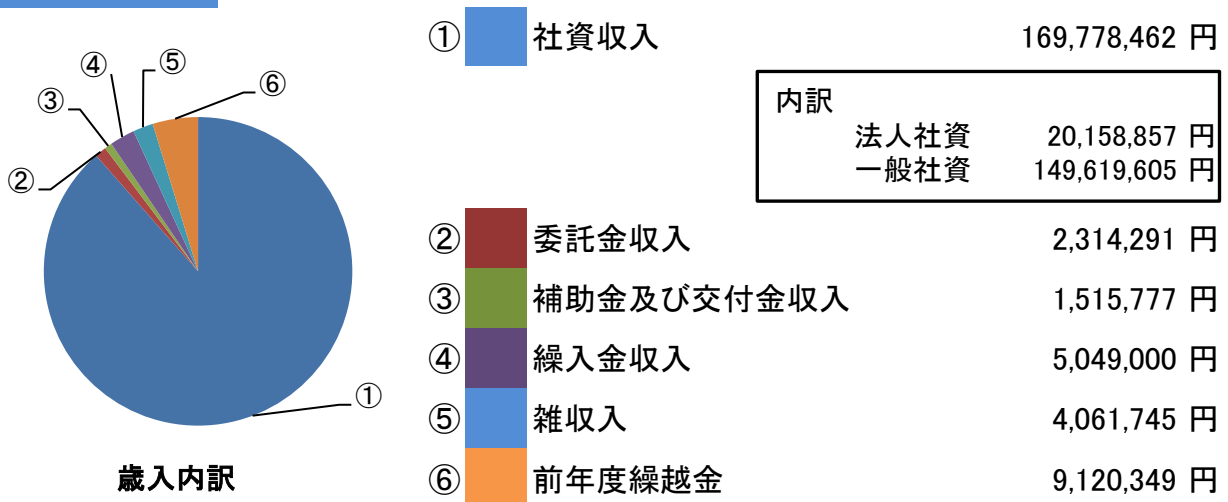 ① 社資収入 169,778,462 円
内訳
法人社資 20,158,857 円
一般社資 149,619,605 円
② 委託金収入 2,314,291 円
③ 補助金及び交付金収入 1,515,777 円
④ 繰入金収入 5,049,000 円
⑤ 雑収入 4,061,745 円
⑥ 前年度繰越金 9,120,349 円
④
⑤
⑥
③
②
①
歳入内訳